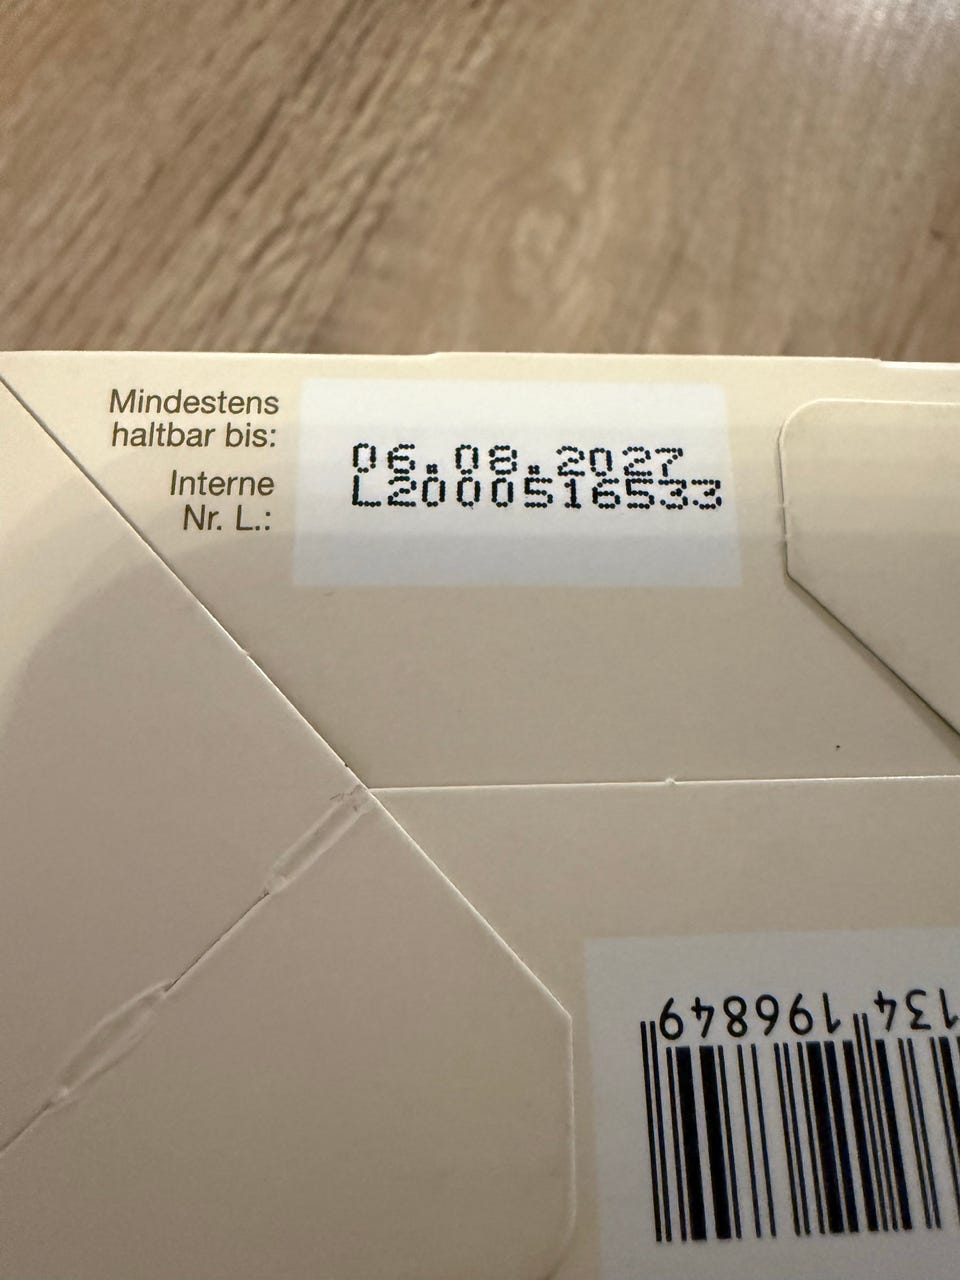 Mindestens
haltbar bis:
06.08.2027
Interne
Nr. L.:
L2000516533
134 196849